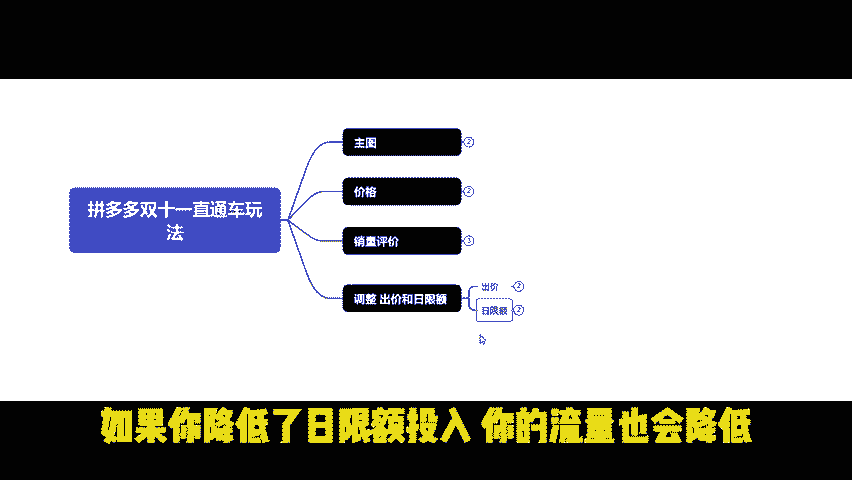 主图 2
价格 2
拼多多双十一直通车玩
法
销量评价 3
调整 出价和日限额
出价 2
日限额 2
如果你降低了日限额投入 你的流量也会降低